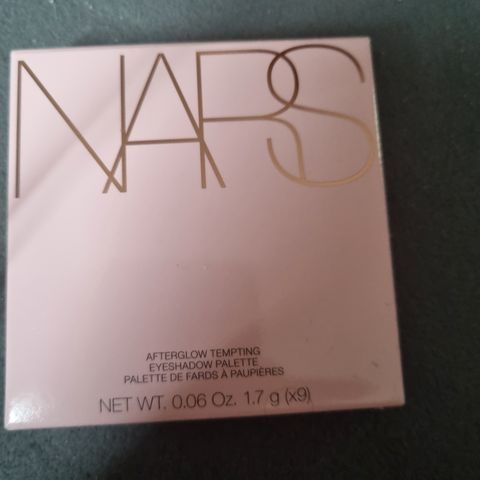 NARS
AFTERGLOW TEMPTING
EYESHADOW PALETTE
PALETTE DE FARDS À PAUPIÈRES
NET WT. 0.06 Oz. 1.7 g (x9)